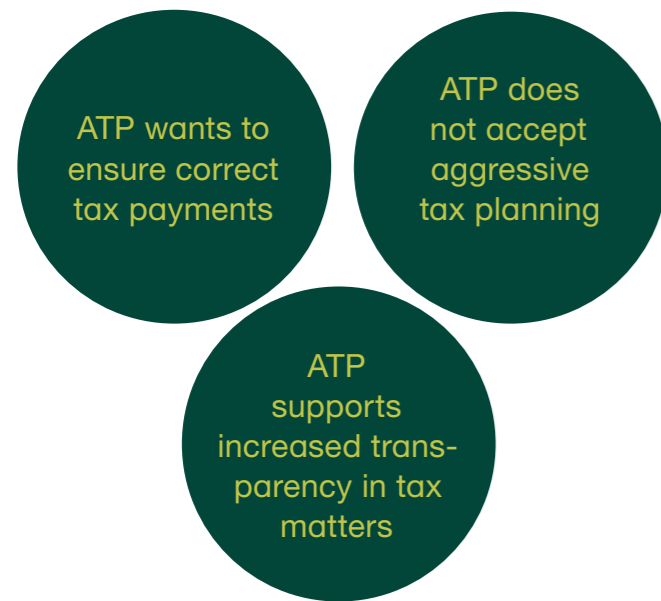 ATP wants to
ensure correct
tax payments
ATP does
not accept
aggressive
tax planning
ATP
supports
increased trans-
parency in tax
matters